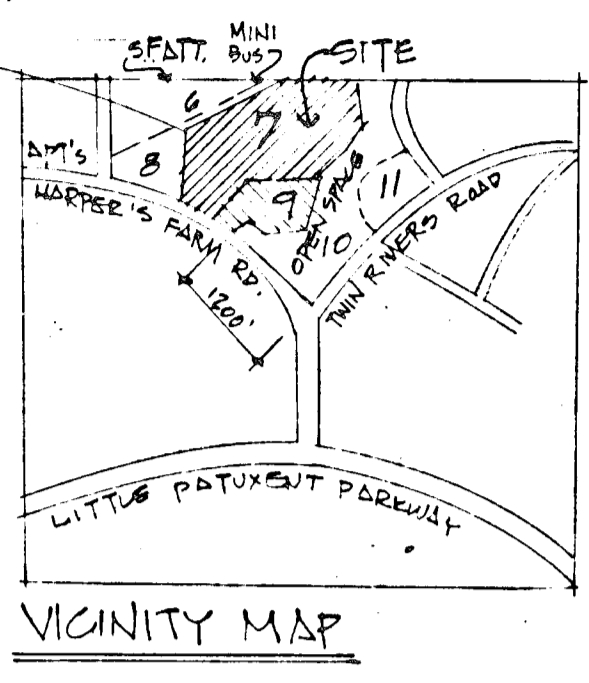 S.FATT.
MINI
BUS
SITE
6
7
8
9
10
11
APT'S
HARPER'S FARM RD.
OPEN SPACE
TWIN RIVERS ROAD
1200'
LITTLE PATUXENT PARKWAY
VICINITY MAP